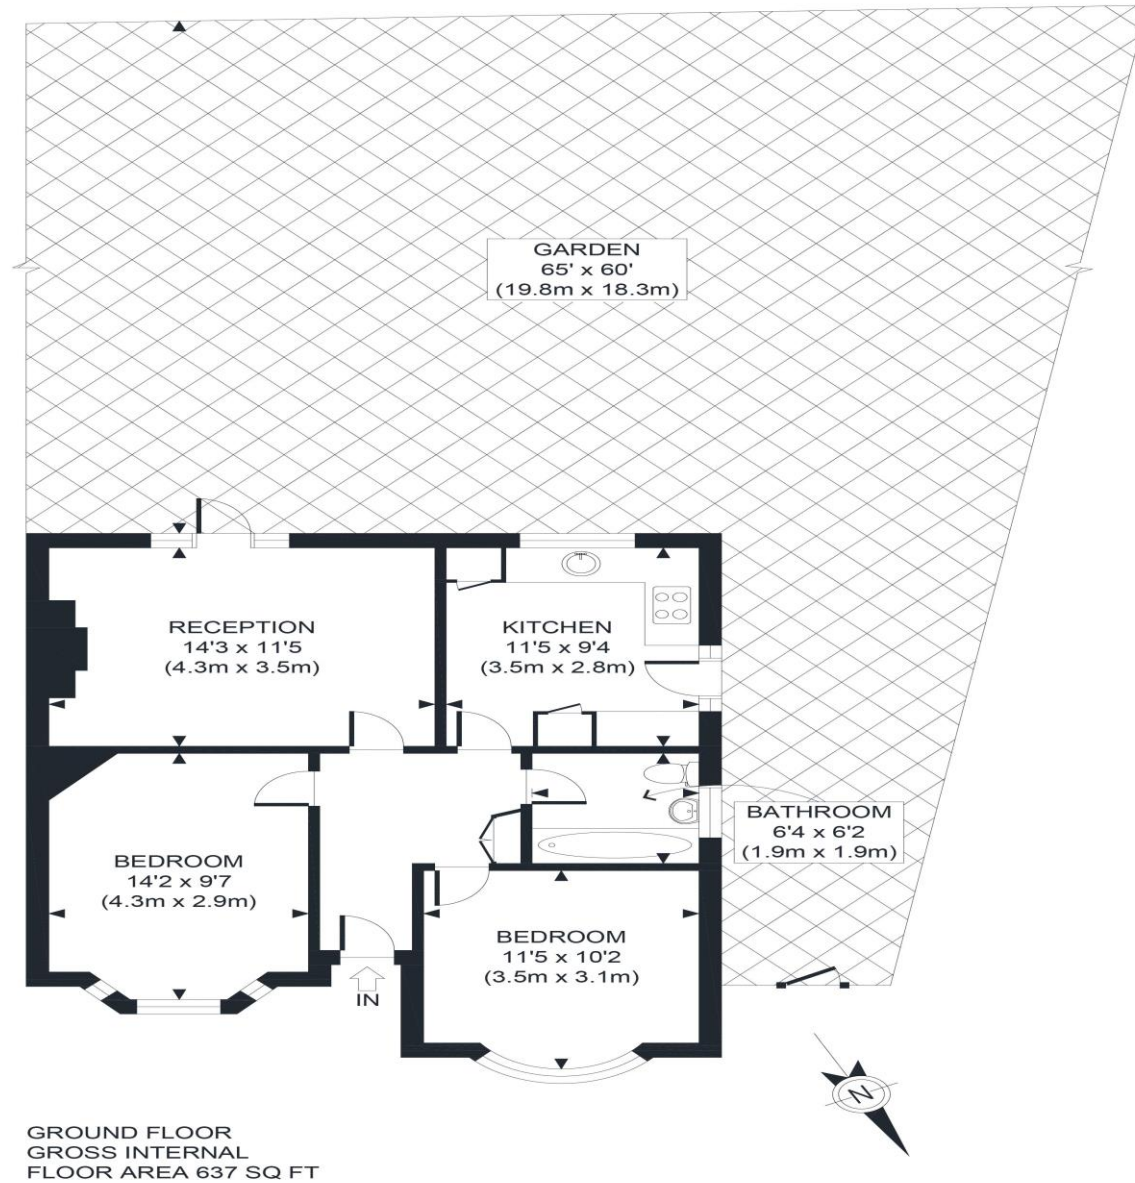 GARDEN
65' x 60'
(19.8m x 18.3m)
RECEPTION
14'3 x 11'5
(4.3m x 3.5m)
KITCHEN
11'5 x 9'4
(3.5m x 2.8m)
BATHROOM
6'4 x 6'2
(1.9m x 1.9m)
BEDROOM
14'2 x 9'7
(4.3m x 2.9m)
BEDROOM
11'5 x 10'2
(3.5m x 3.1m)
IN
N
GROUND FLOOR
GROSS INTERNAL
FLOOR AREA 637 SQ FT